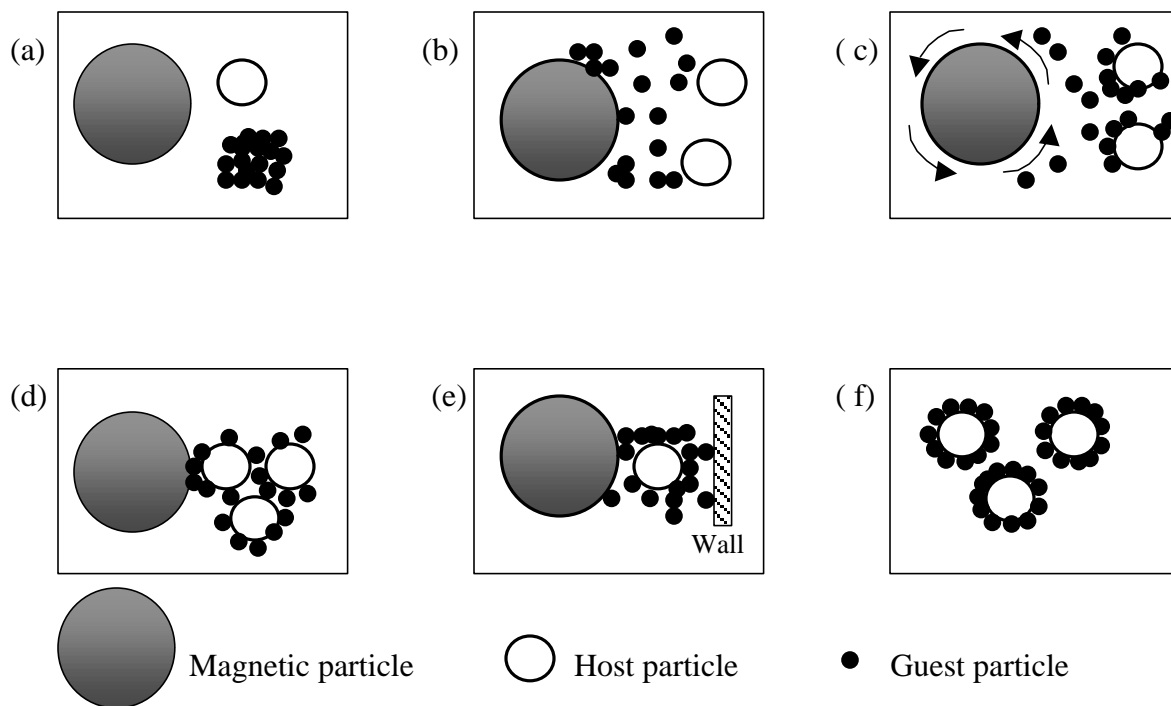 (a)
(b)
( c)
(d)
(e)
( f)
Wall
Magnetic particle
Host particle
Guest particle